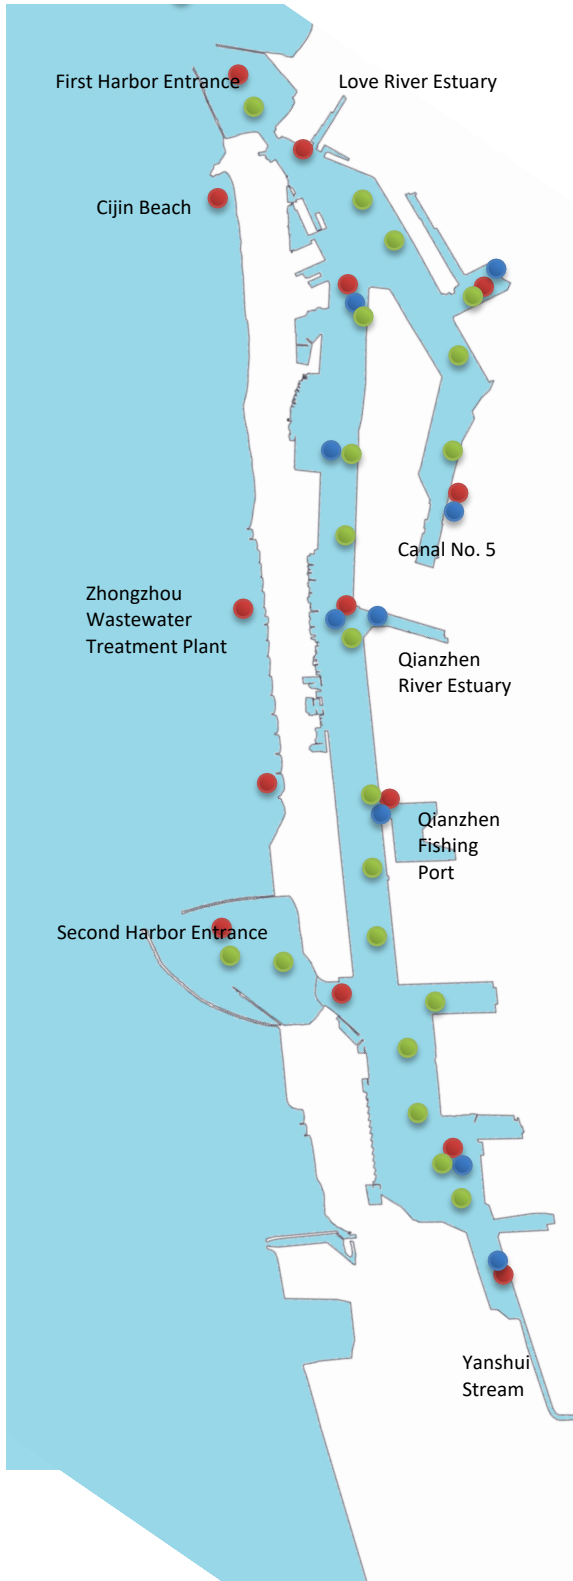 First Harbor Entrance
Love River Estuary
Cijin Beach
Canal No. 5
Zhongzhou
Wastewater
Treatment Plant
Qianzhen
River Estuary
Qianzhen
Fishing
Port
Second Harbor Entrance
Yanshui
Stream